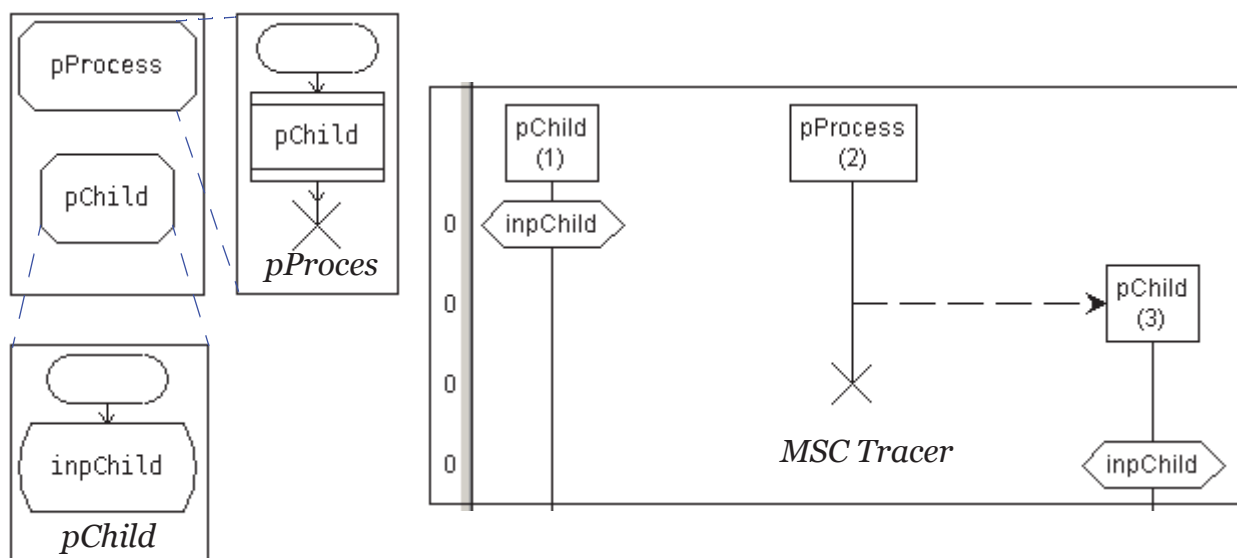 pProcess
pChild
pChild
pProces
inpChild
pChild
pChild
(1)
pProcess
(2)
0
inpChild
0
pChild
(3)
0
MSC Tracer
0
inpChild